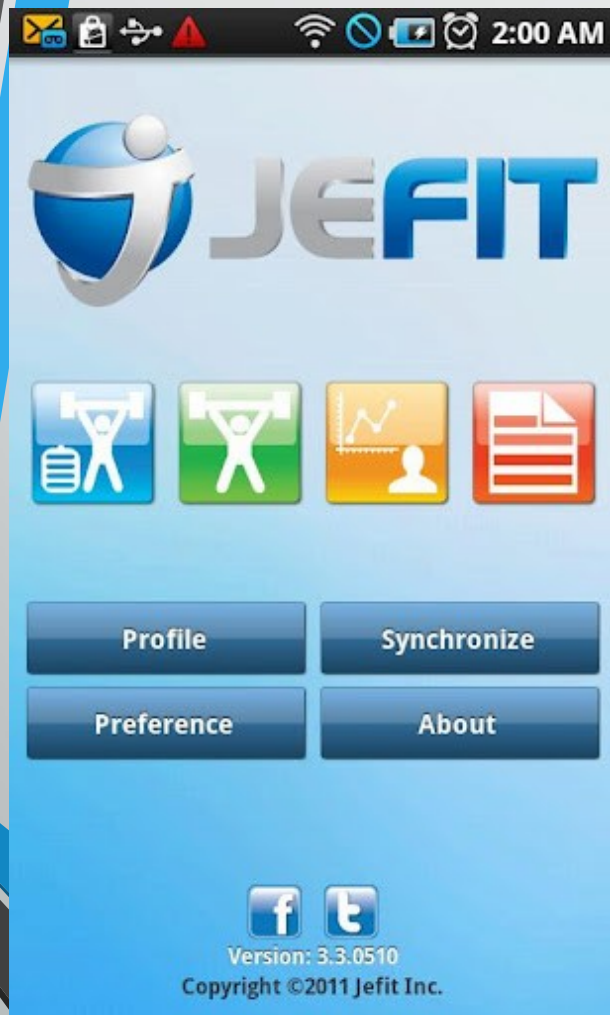 2:00 AM
JEFIT
Profile
Synchronize
Preference
About
f t
Version: 3.3.0510
Copyright ©2011 Jefit Inc.